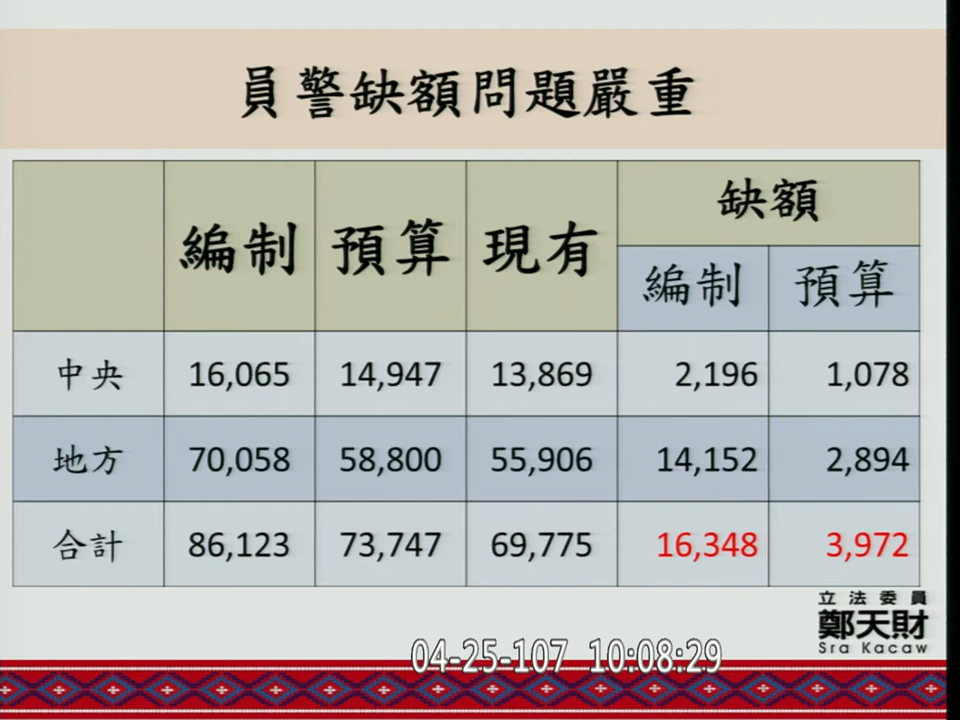 員警缺額問題嚴重
編制 預算 現有 缺額
編制 預算
中央 16,065 14,947 13,869 2,196 1,078
地方 70,058 58,800 55,906 14,152 2,894
合計 86,123 73,747 69,775 16,348 3,972
立法委員
鄭天財
Sra Kacaw
04-25-107 10:08:29